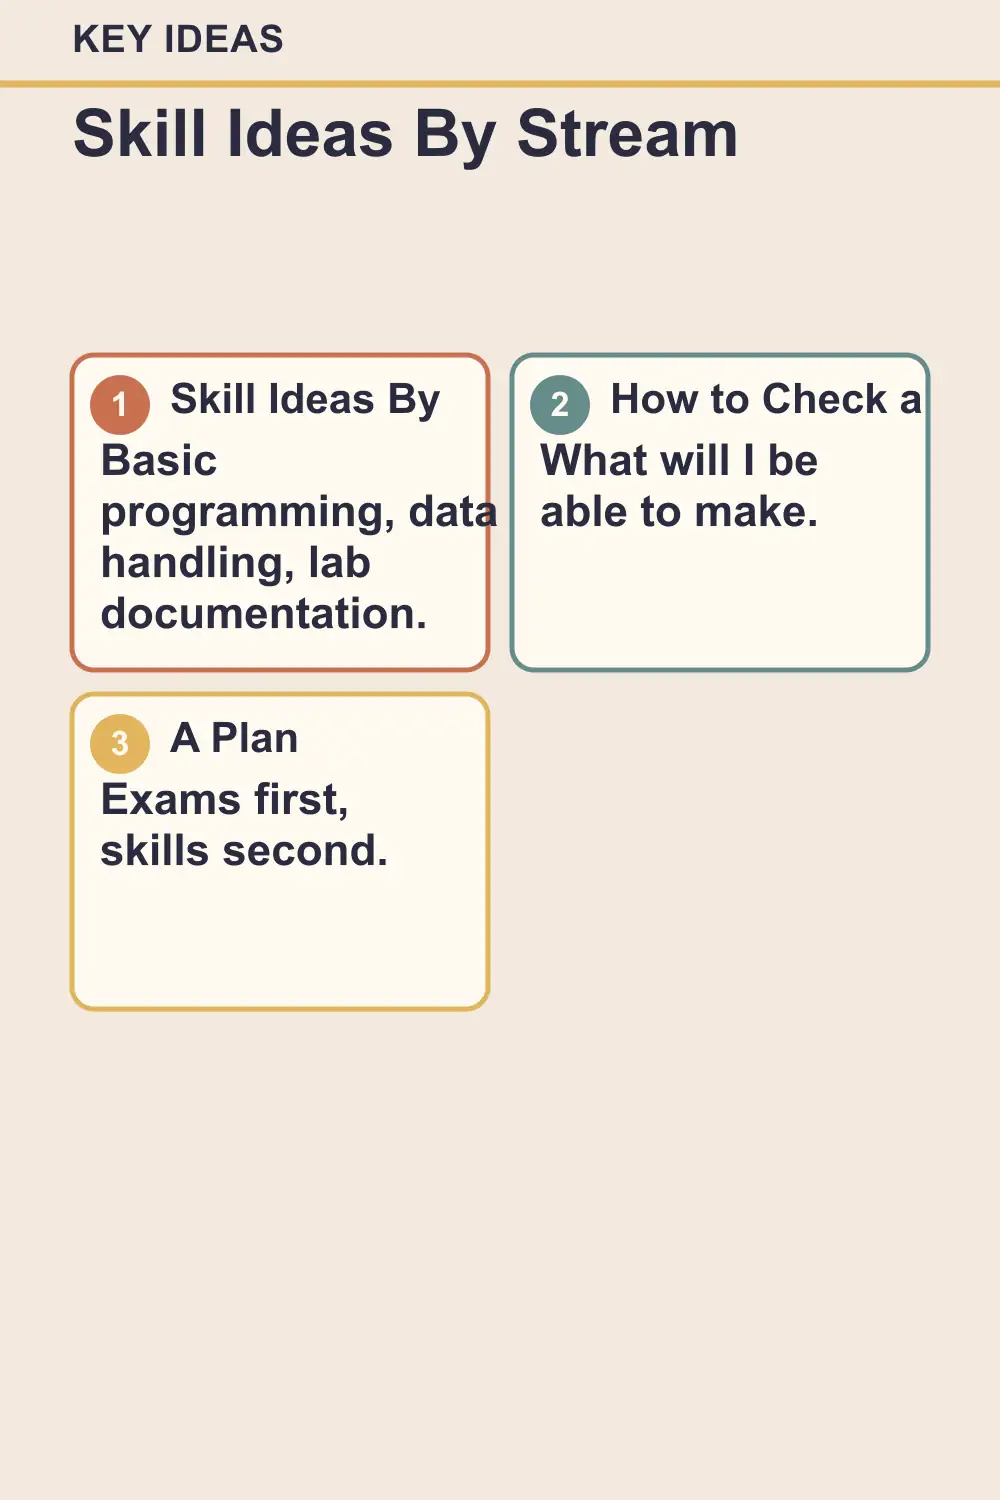 KEY IDEAS
Skill Ideas By Stream
1 Skill Ideas By
Basic
programming, data
handling, lab
documentation.
2 How to Check a
What will I be
able to make.
3 A Plan
Exams first,
skills second.